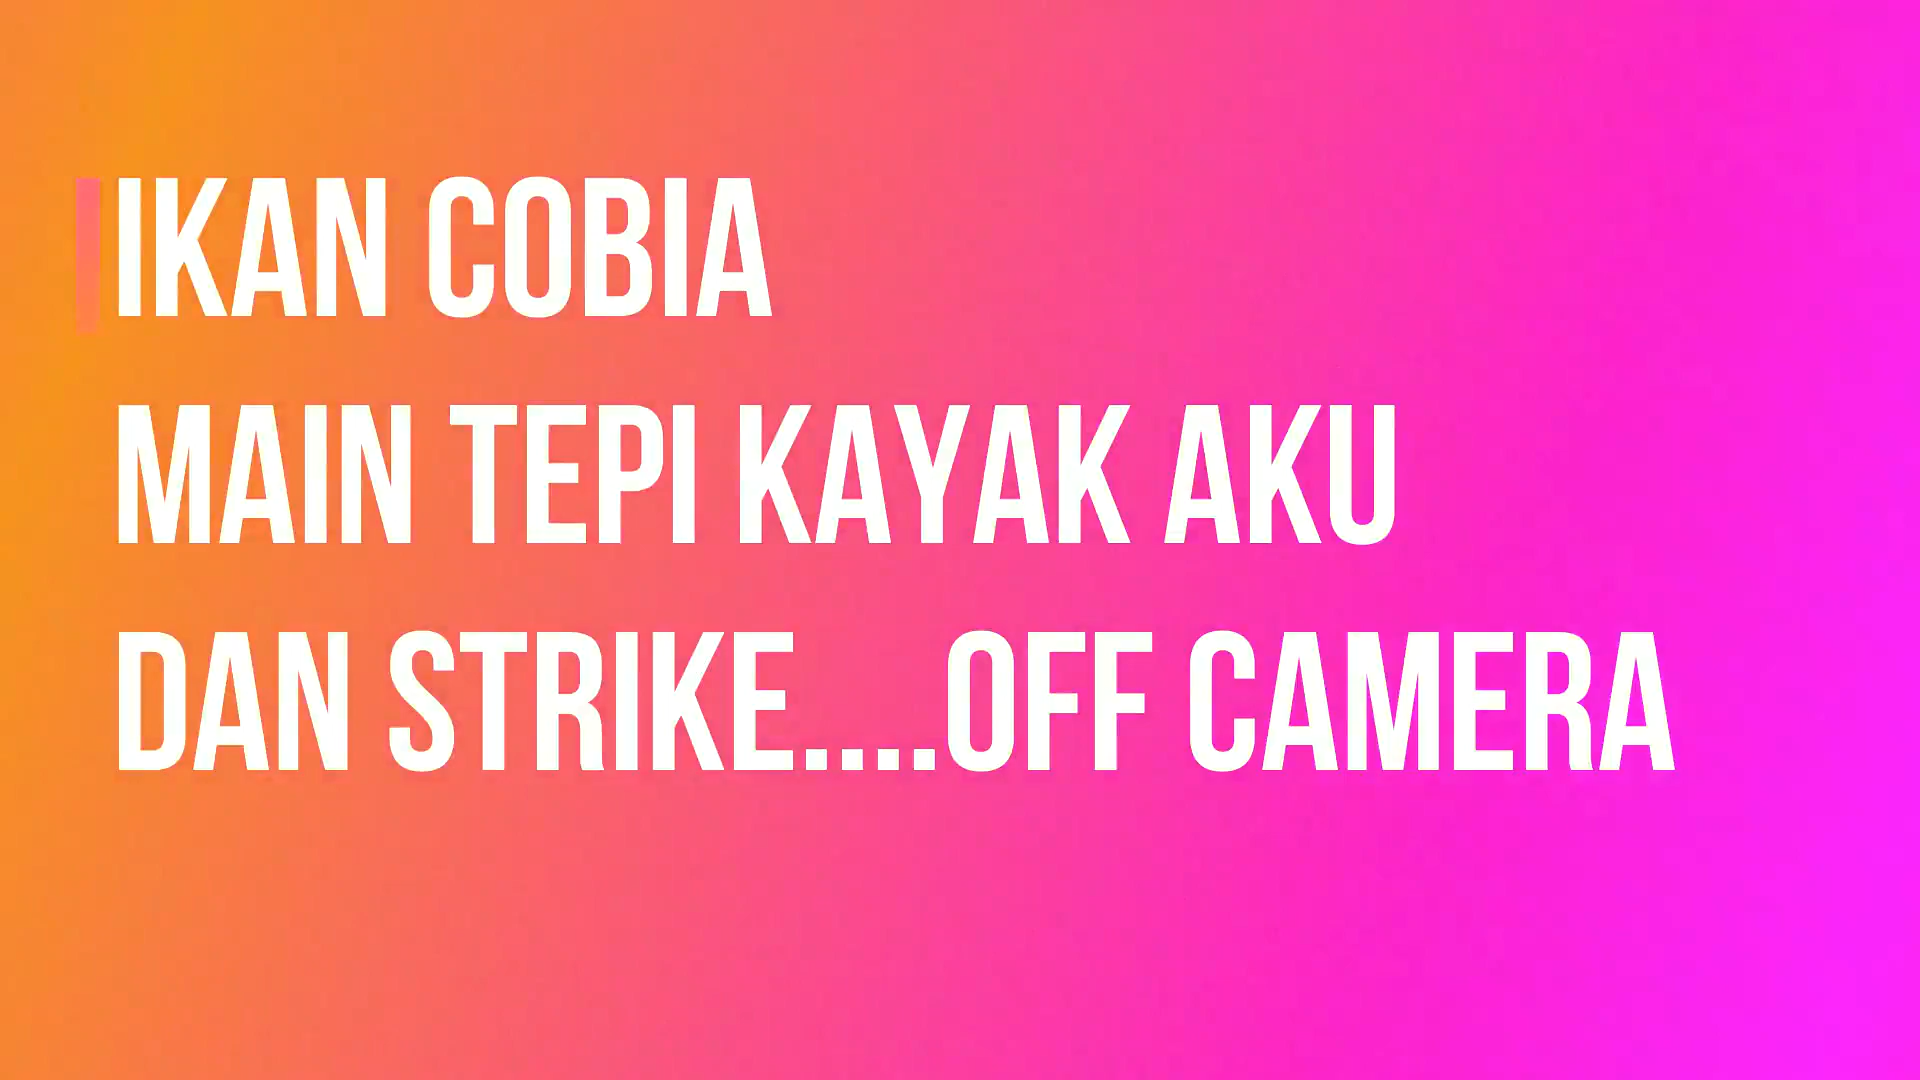 IKAN COBIA
MAIN TEPI KAYAK AKU
DAN STRIKE....OFF CAMERA